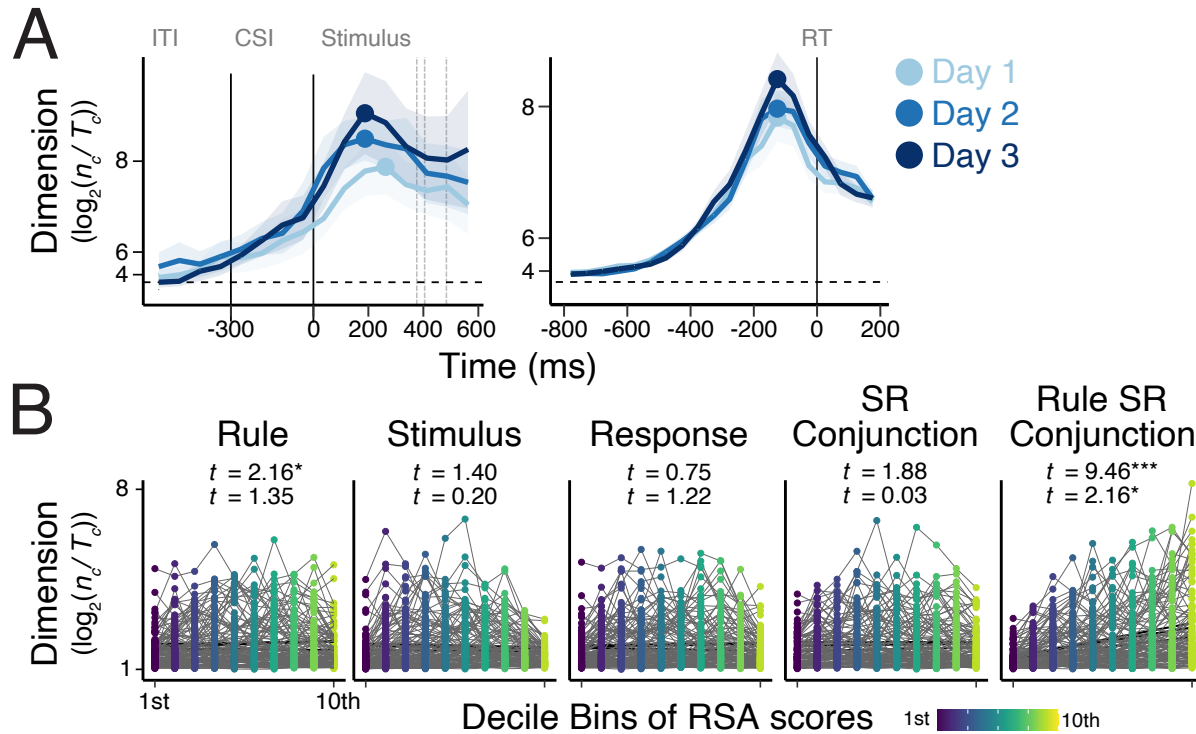 A
ITI CSI Stimulus
RT
Day 1
Day 2
Day 3
Dimension
(log2(nc/ Tc))
8
6
4
8
6
4
-300 0 200 400 600
-800 -600 -400 -200 0 200
Time (ms)
B
Rule
t = 2.16*
t = 1.35
Stimulus
t = 1.40
t = 0.20
Response
t = 0.75
t = 1.22
SR
Conjunction
t = 1.88
t = 0.03
Rule SR
Conjunction
t = 9.46***
t = 2.16*
Dimension
(log2(nc/ Tc))
8
1
1st 10th
Decile Bins of RSA scores
1st 10th